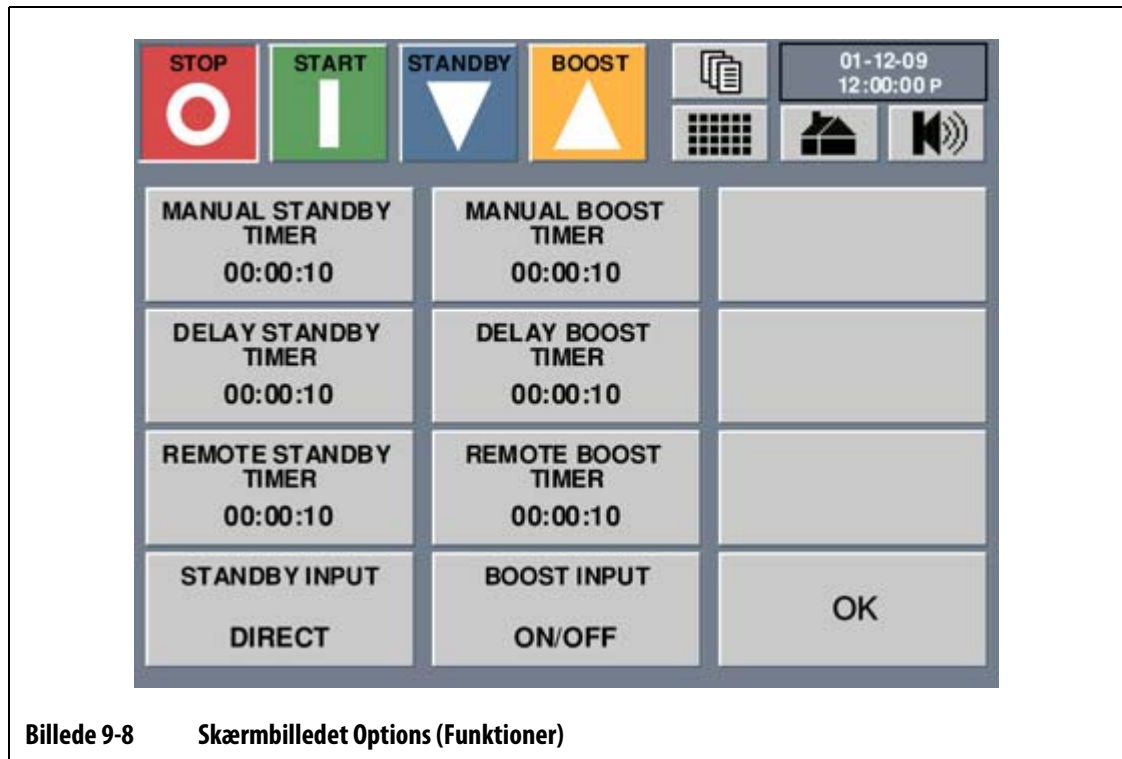 STOP START STANDBY BOOST
01-12-09
12:00:00 P
MANUAL STANDBY
TIMER
00:00:10
MANUAL BOOST
TIMER
00:00:10
DELAY STANDBY
TIMER
00:00:10
DELAY BOOST
TIMER
00:00:10
REMOTE STANDBY
TIMER
00:00:10
REMOTE BOOST
TIMER
00:00:10
STANDBY INPUT
DIRECT
BOOST INPUT
ON/OFF
OK
Billede 9-8 Skærmbilledet Options (Funktioner)